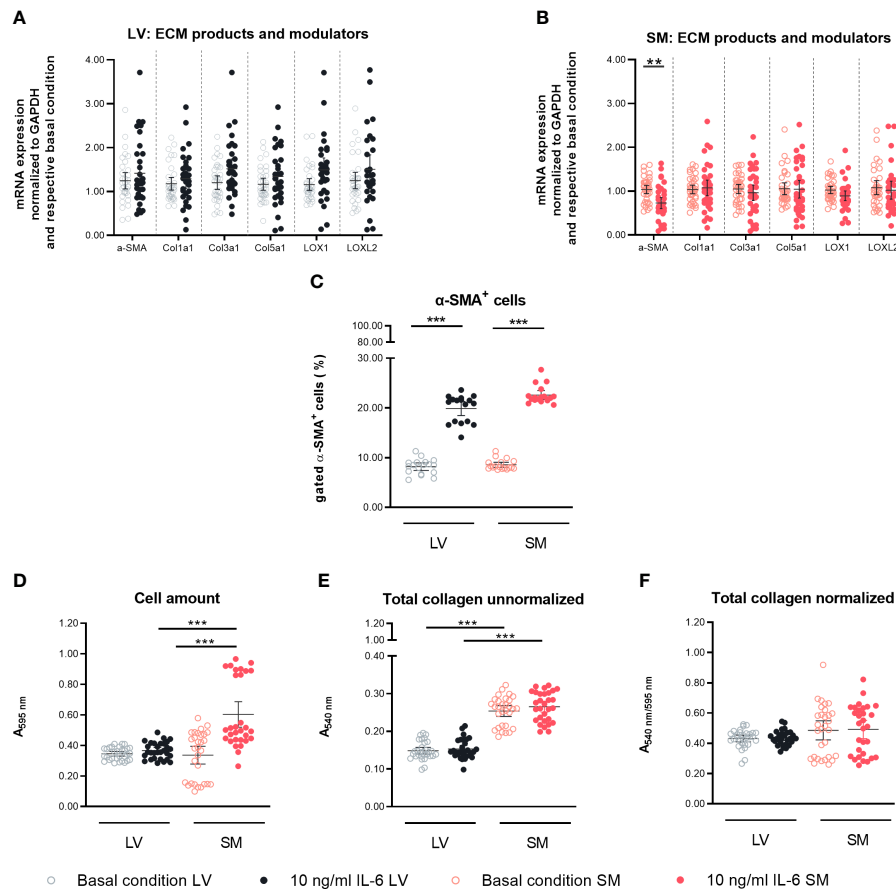 A
LV: ECM products and modulators
mRNA expression
normalized to GAPDH
and respective basal condition
4.00
3.00
2.00
1.00
0.00
a-SMA Col1a1 Col3a1 Col5a1 LOX1 LOXL2
B
SM: ECM products and modulators
mRNA expression
normalized to GAPDH
and respective basal condition
4.00
3.00
2.00
1.00
0.00
**
a-SMA Col1a1 Col3a1 Col5a1 LOX1 LOXL2
C
α-SMA+ cells
gated α-SMA+ cells (%)
100.00
80.00
30.00
20.00
10.00
0.00
*** ***
LV SM
D
Cell amount
A595 nm
1.20
1.00
0.80
0.60
0.40
0.20
0.00
***
***
LV SM
E
Total collagen unnormalized
A540 nm
1.20
1.00
0.40
0.30
0.20
0.10
0.00
***
***
LV SM
F
Total collagen normalized
A540 nm/595 nm
1.20
1.00
0.80
0.60
0.40
0.20
0.00
LV SM
Basal condition LV 10 ng/ml IL-6 LV Basal condition SM 10 ng/ml IL-6 SM